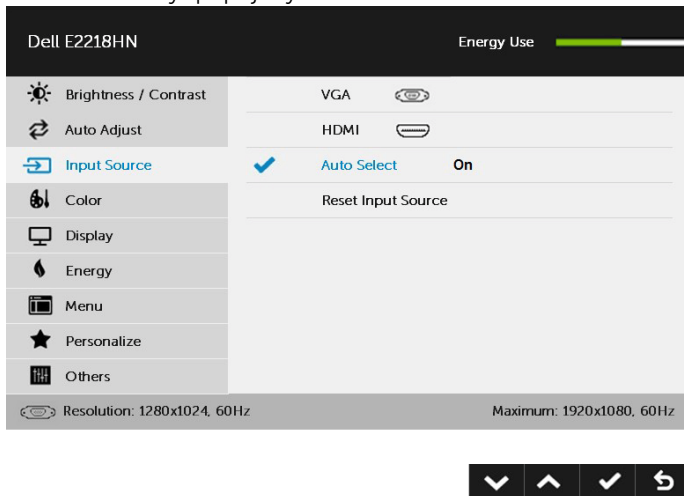 Dell E2218HN
Energy Use
Brightness / Contrast
Auto Adjust
Input Source
Color
Display
Energy
Menu
Personalize
Others
VGA
HDMI
Auto Select On
Reset Input Source
Resolution: 1280x1024, 60Hz
Maximum: 1920x1080, 60Hz